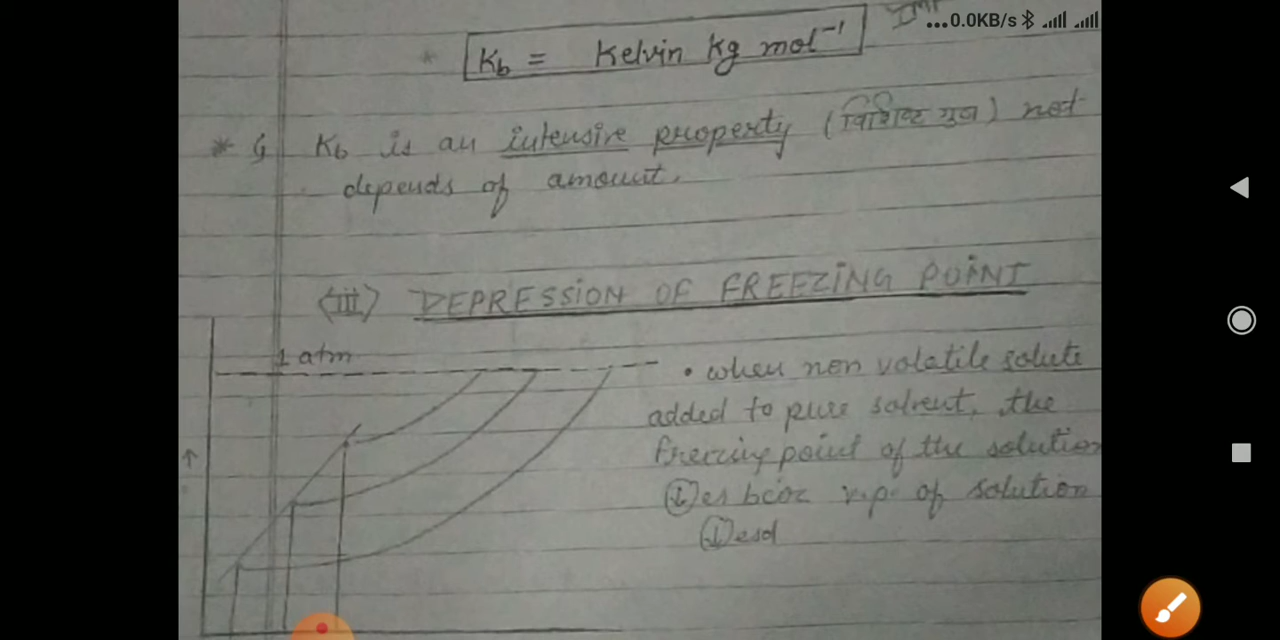 ...0.0KB/s
* Kb = Kelvin kg mol⁻¹
* Kb is an intensive property (विशिष्ट गुण) not
depends of amount.
(iii) DEPRESSION OF FREEZING POINT
1 atm
• when non volatile solute
added to pure solvent, the
freezing point of the solution
↓es bcoz v.p. of solution
↓esd